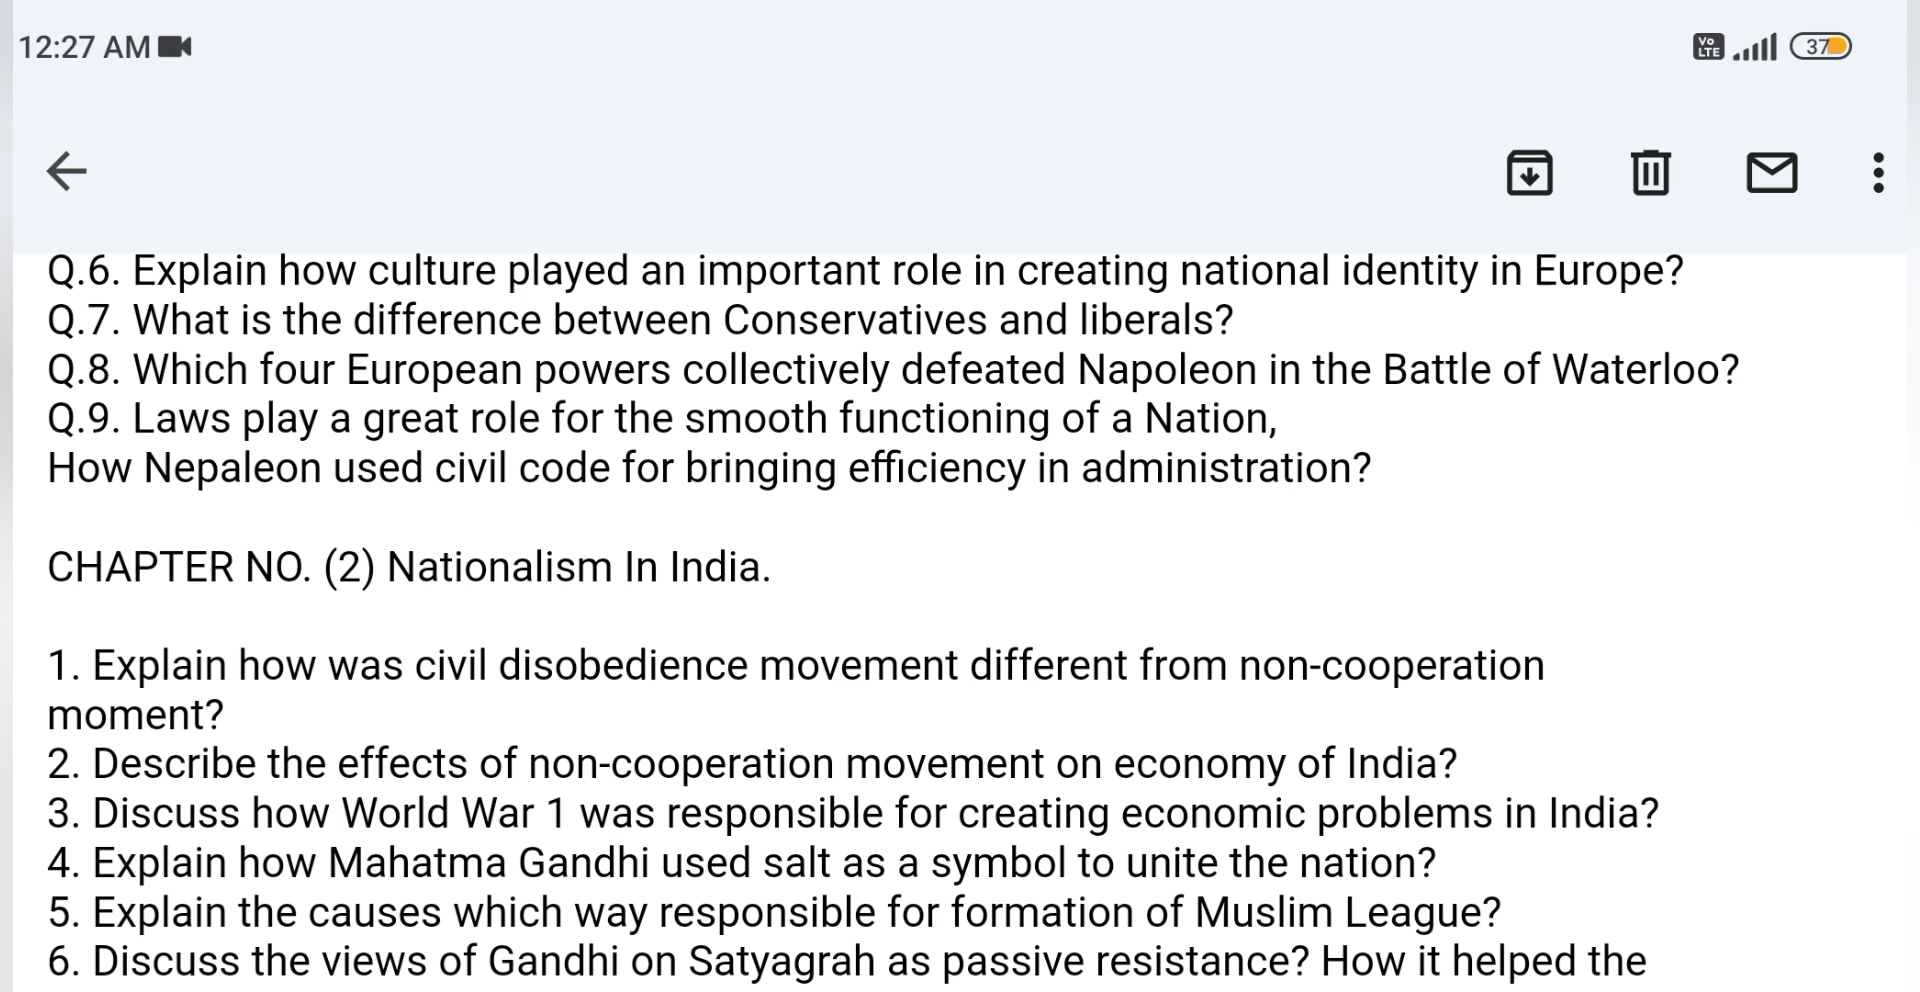 12:27 AM
Vo LTE
37
Q.6. Explain how culture played an important role in creating national identity in Europe?
Q.7. What is the difference between Conservatives and liberals?
Q.8. Which four European powers collectively defeated Napoleon in the Battle of Waterloo?
Q.9. Laws play a great role for the smooth functioning of a Nation,
How Nepaleon used civil code for bringing efficiency in administration?
CHAPTER NO. (2) Nationalism In India.
1. Explain how was civil disobedience movement different from non-cooperation
moment?
2. Describe the effects of non-cooperation movement on economy of India?
3. Discuss how World War 1 was responsible for creating economic problems in India?
4. Explain how Mahatma Gandhi used salt as a symbol to unite the nation?
5. Explain the causes which way responsible for formation of Muslim League?
6. Discuss the views of Gandhi on Satyagrah as passive resistance? How it helped the